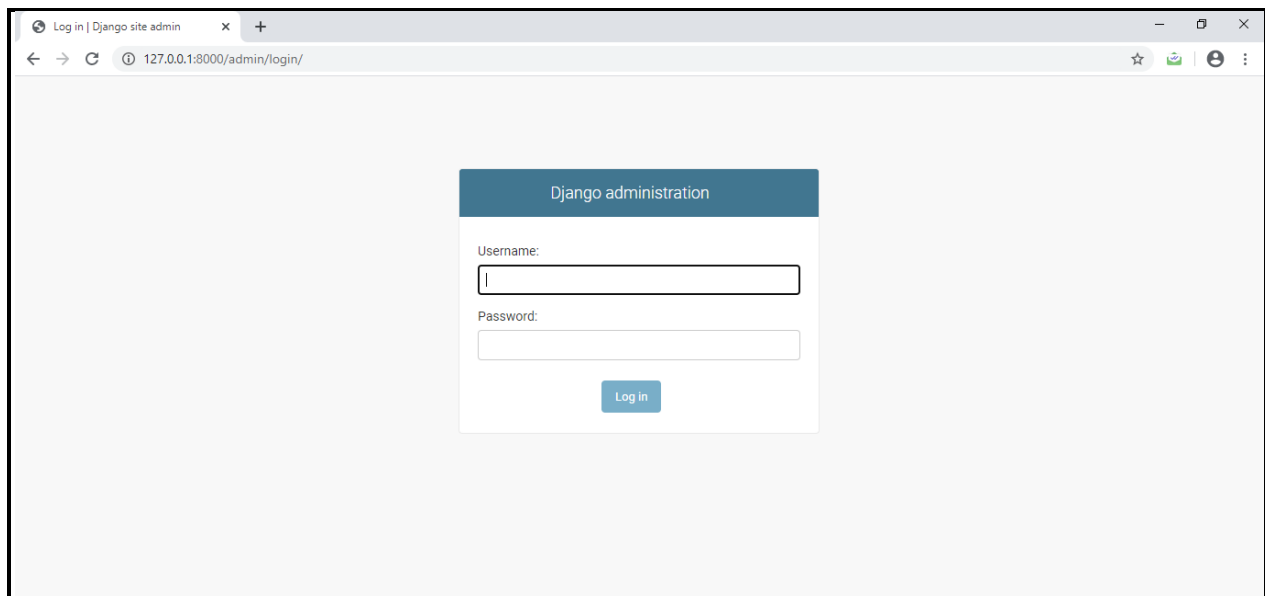 Log in | Django site admin
127.0.0.1:8000/admin/login/
Django administration
Username:
Password:
Log in